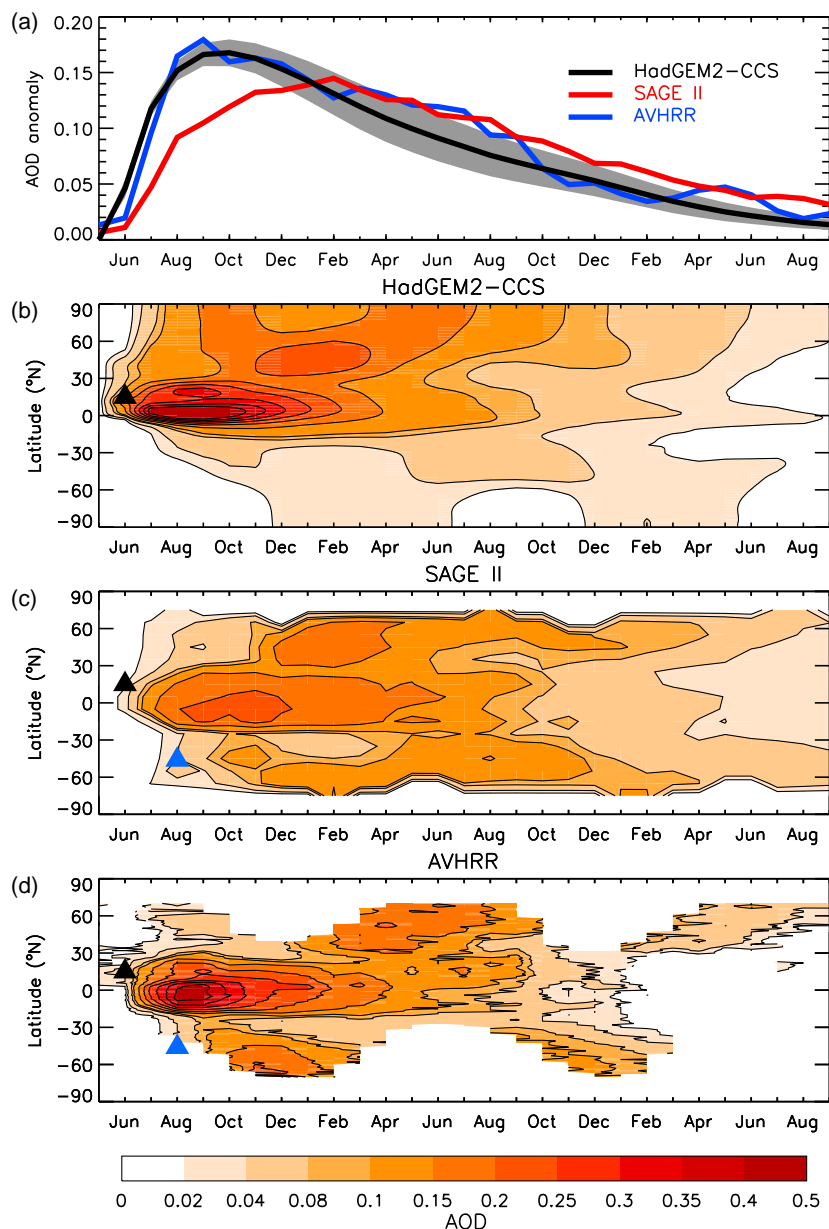 (a)
0.20
0.15
0.10
0.05
0.00
AOD anomaly
HadGEM2-CCS
SAGE II
AVHRR
Jun Aug Oct Dec Feb Apr Jun Aug Oct Dec Feb Apr Jun Aug
HadGEM2-CCS
(b)
90
60
30
0
-30
-60
-90
Latitude (°N)
Jun Aug Oct Dec Feb Apr Jun Aug Oct Dec Feb Apr Jun Aug
SAGE II
(c)
90
60
30
0
-30
-60
-90
Latitude (°N)
Jun Aug Oct Dec Feb Apr Jun Aug Oct Dec Feb Apr Jun Aug
AVHRR
(d)
90
60
30
0
-30
-60
-90
Latitude (°N)
Jun Aug Oct Dec Feb Apr Jun Aug Oct Dec Feb Apr Jun Aug
0 0.02 0.04 0.08 0.1 0.15 0.2 0.25 0.3 0.35 0.4 0.5
AOD